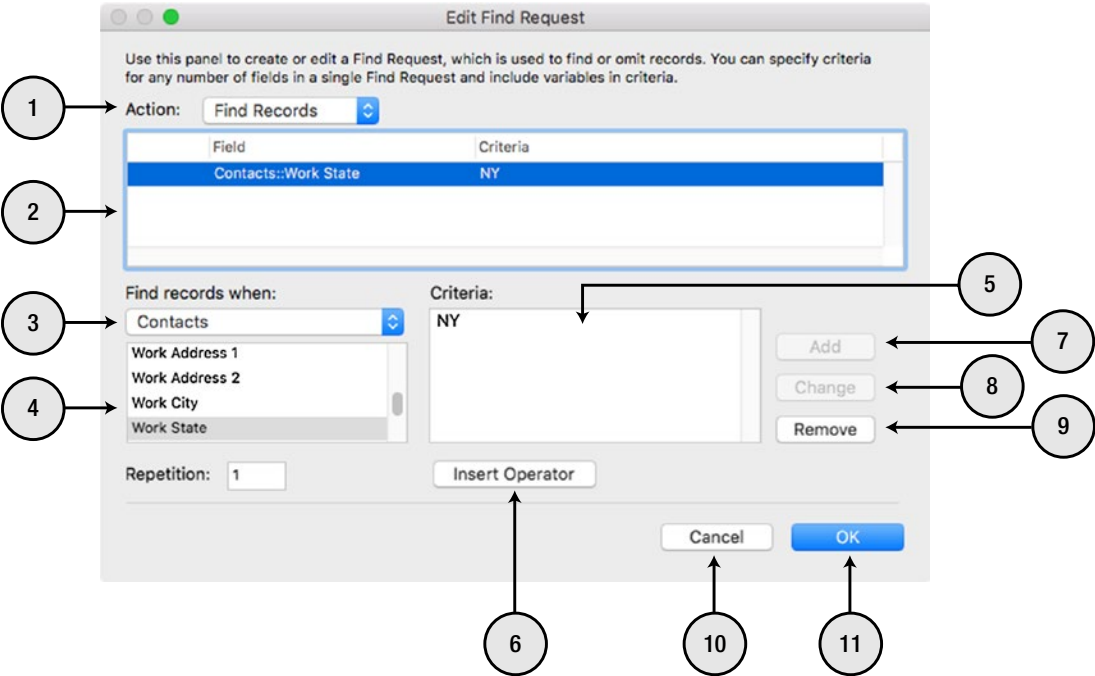 Edit Find Request
Use this panel to create or edit a Find Request, which is used to find or omit records. You can specify criteria
for any number of fields in a single Find Request and include variables in criteria.
1
Action: Find Records
Field Criteria
Contacts::Work State NY
2
Find records when: Criteria:
5
3
Contacts
NY
Work Address 1
Add
7
Work Address 2
Change
8
4
Work City
Work State
Remove
9
Repetition: 1
Insert Operator
Cancel
OK
6
10
11